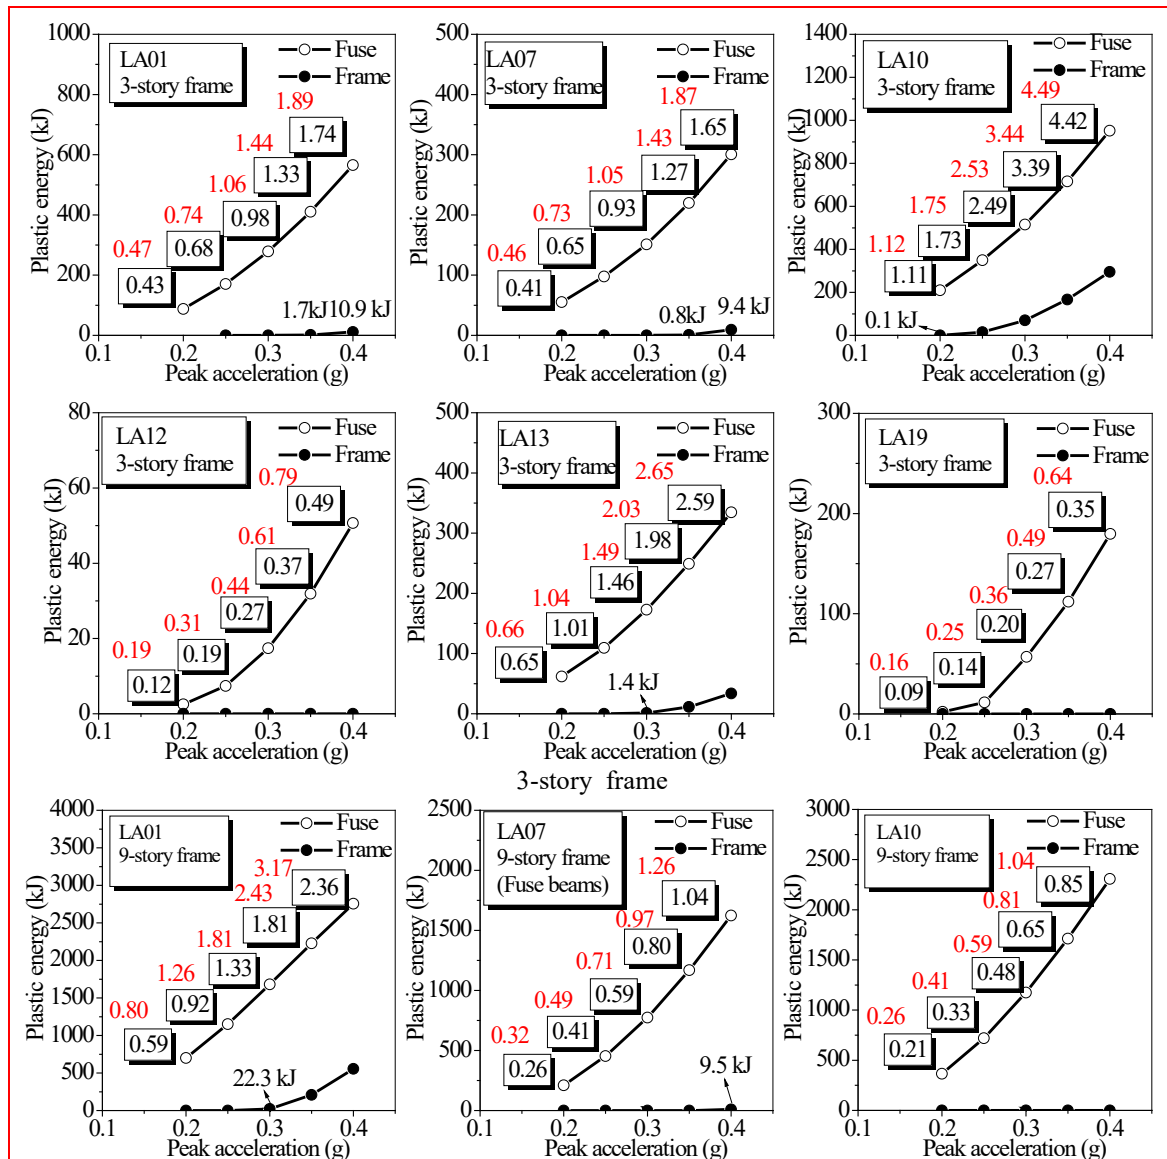 1000
800
600
400
200
0
Plastic energy (kJ)
LA01
3-story frame
Fuse
Frame
1.89
1.74
1.44
1.33
1.06
0.98
0.74
0.68
0.47
0.43
1.7kJ
10.9 kJ
0.1
0.2
0.3
0.4
Peak acceleration (g)
500
400
300
200
100
0
Plastic energy (kJ)
LA07
3-story frame
Fuse
Frame
1.87
1.65
1.43
1.27
1.05
0.93
0.73
0.65
0.46
0.41
0.8kJ
9.4 kJ
0.1
0.2
0.3
0.4
Peak acceleration (g)
1400
1200
1000
800
600
400
200
0
Plastic energy (kJ)
LA10
3-story frame
Fuse
Frame
4.49
4.42
3.44
3.39
2.53
2.49
1.75
1.73
1.12
1.11
0.1 kJ
0.1
0.2
0.3
0.4
Peak acceleration (g)
80
60
40
20
0
Plastic energy (kJ)
LA12
3-story frame
Fuse
Frame
0.79
0.49
0.61
0.37
0.44
0.27
0.31
0.19
0.19
0.12
0.1
0.2
0.3
0.4
Peak acceleration (g)
500
400
300
200
100
0
Plastic energy (kJ)
LA13
3-story frame
Fuse
Frame
2.65
2.59
2.03
1.98
1.49
1.46
1.04
1.01
0.66
0.65
1.4 kJ
0.1
0.2
0.3
0.4
Peak acceleration (g)
300
200
100
0
Plastic energy (kJ)
LA19
3-story frame
Fuse
Frame
0.64
0.35
0.49
0.27
0.36
0.20
0.25
0.14
0.16
0.09
0.1
0.2
0.3
0.4
Peak acceleration (g)
3-story frame
4000
3500
3000
2500
2000
1500
1000
500
0
Plastic energy (kJ)
LA01
9-story frame
Fuse
Frame
3.17
2.36
2.43
1.81
1.81
1.33
1.26
0.92
0.80
0.59
22.3 kJ
0.1
0.2
0.3
0.4
Peak acceleration (g)
2500
2000
1500
1000
500
0
Plastic energy (kJ)
LA07
9-story frame
(Fuse beams)
Fuse
Frame
1.26
1.04
0.97
0.80
0.71
0.59
0.49
0.41
0.32
0.26
9.5 kJ
0.1
0.2
0.3
0.4
Peak acceleration (g)
3000
2500
2000
1500
1000
500
0
Plastic energy (kJ)
LA10
9-story frame
Fuse
Frame
1.04
0.85
0.81
0.65
0.59
0.48
0.41
0.33
0.26
0.21
0.1
0.2
0.3
0.4
Peak acceleration (g)